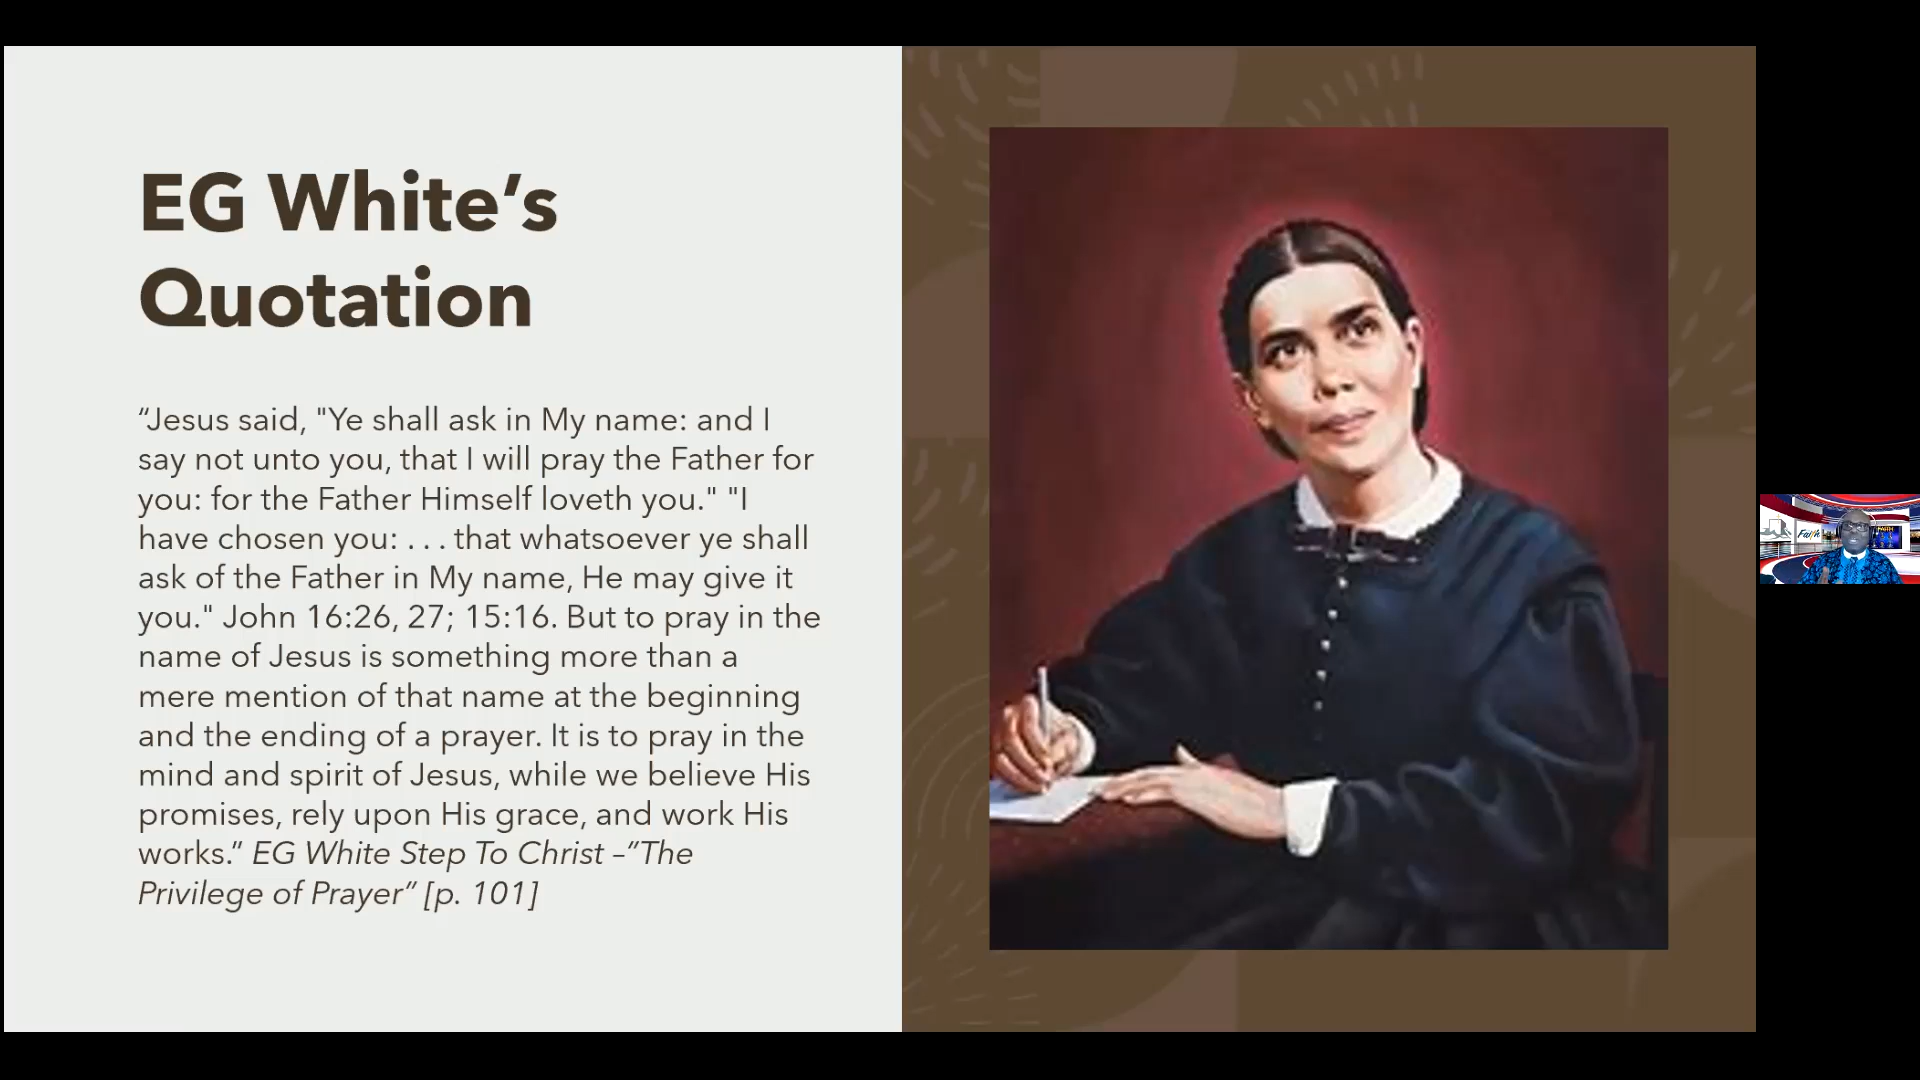 EG White’s
Quotation
“Jesus said, "Ye shall ask in My name: and I
say not unto you, that I will pray the Father for
you: for the Father Himself loveth you." "I
have chosen you: . . . that whatsoever ye shall
ask of the Father in My name, He may give it
you." John 16:26, 27; 15:16. But to pray in the
name of Jesus is something more than a
mere mention of that name at the beginning
and the ending of a prayer. It is to pray in the
mind and spirit of Jesus, while we believe His
promises, rely upon His grace, and work His
works.” EG White Step To Christ –”The
Privilege of Prayer” [p. 101]
Faith